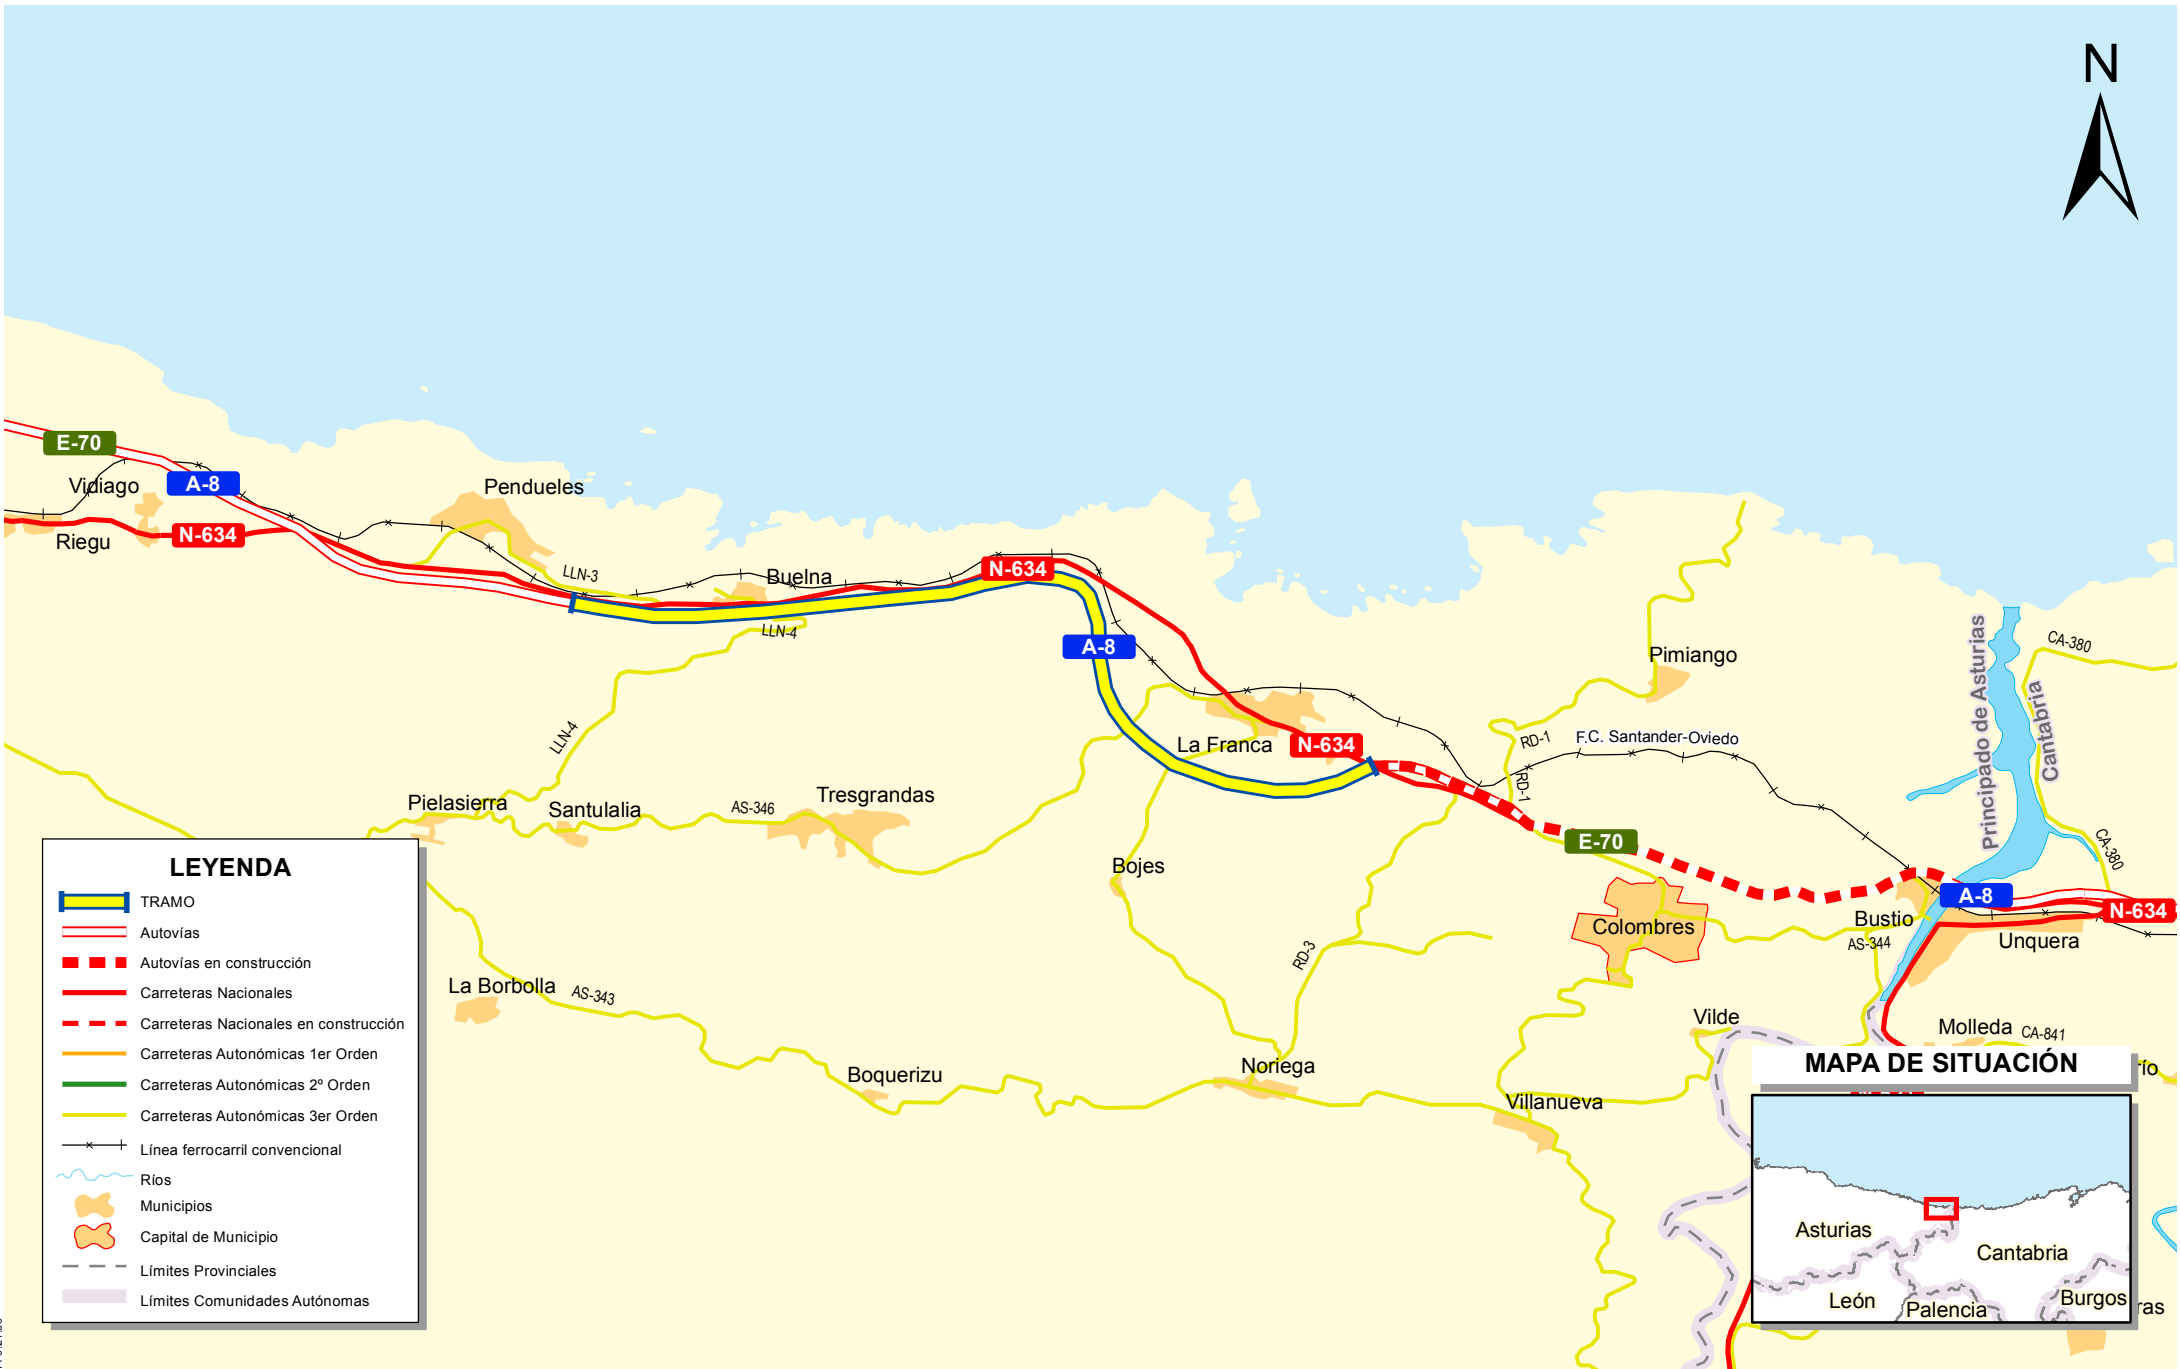 N
E-70
A-8
Vidiago
N-634
Riegu
Pendueles
LLN-3
Buelna
N-634
LLN-4
A-8
Pimiango
CA-380
Principado de Asturias
Cantabria
LLN-4
La Franca
N-634
RD-1
F.C. Santander-Oviedo
RD-1
Pielasierra
Santulalia
AS-346
Tresgrandas
E-70
CA-380
Bojes
A-8
N-634
Bustio
Colombres
AS-344
Unquera
RD-3
La Borbolla
AS-343
Vilde
Molleda
CA-841
Noriega
Boquerizu
Villanueva
río
ras
LEYENDA
TRAMO
Autovías
Autovías en construcción
Carreteras Nacionales
Carreteras Nacionales en construcción
Carreteras Autonómicas 1er Orden
Carreteras Autonómicas 2º Orden
Carreteras Autonómicas 3er Orden
Línea ferrocarril convencional
Ríos
Municipios
Capital de Municipio
Límites Provinciales
Límites Comunidades Autónomas
MAPA DE SITUACIÓN
Asturias
Cantabria
León
Palencia
Burgos